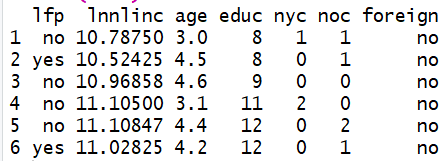 lfp lnnlinc age educ nyc noc foreign
1 no 10.78750 3.0 8 1 1 no
2 yes 10.52425 4.5 8 0 1 no
3 no 10.96858 4.6 9 0 0 no
4 no 11.10500 3.1 11 2 0 no
5 no 11.10847 4.4 12 0 2 no
6 yes 11.02825 4.2 12 0 1 no